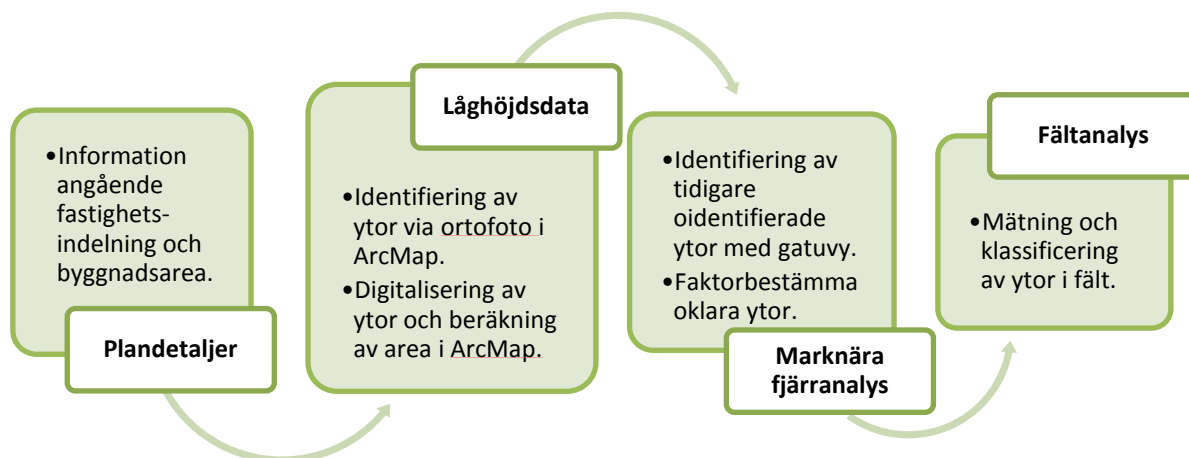 •Information
angående
fastighets-
indelning och
byggnadsarea.
Plandetaljer
Låghöjdsdata
•Identifiering av
ytor via ortofoto i
ArcMap.
•Digitalisering av
ytor och beräkning
av area i ArcMap.
•Identifiering av
tidigare
oidentifierade
ytor med gatuvy.
•Faktorbestämma
oklara ytor.
Marknära
fjärranalys
Fältanalys
•Mätning och
klassificering
av ytor i fält.